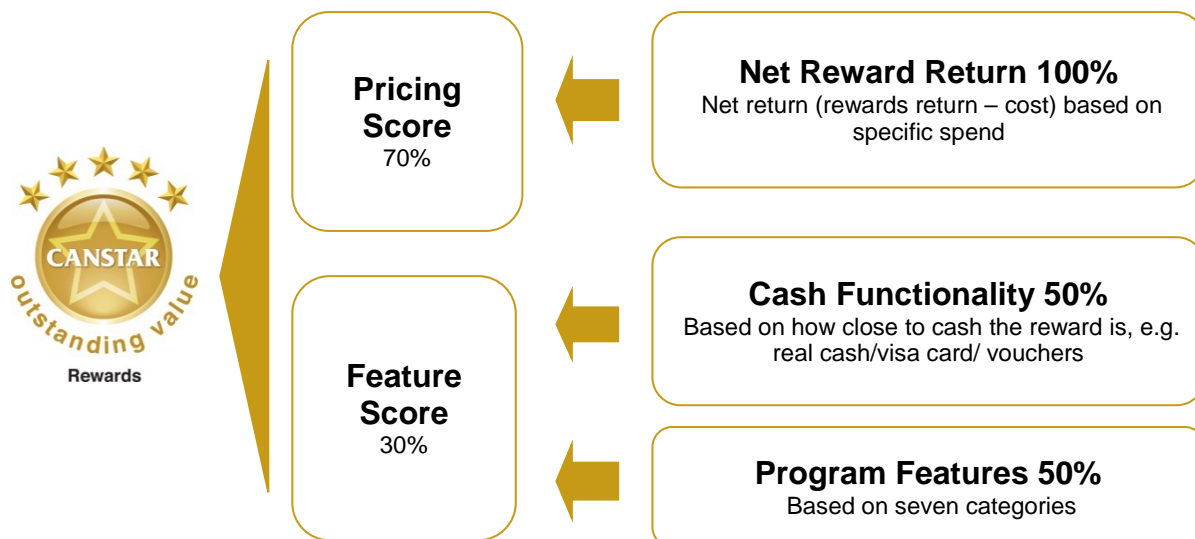 CANSTAR
outstanding value
Rewards
Pricing
Score
70%
Feature
Score
30%
Net Reward Return 100%
Net return (rewards return – cost) based on
specific spend
Cash Functionality 50%
Based on how close to cash the reward is, e.g.
real cash/visa card/ vouchers
Program Features 50%
Based on seven categories